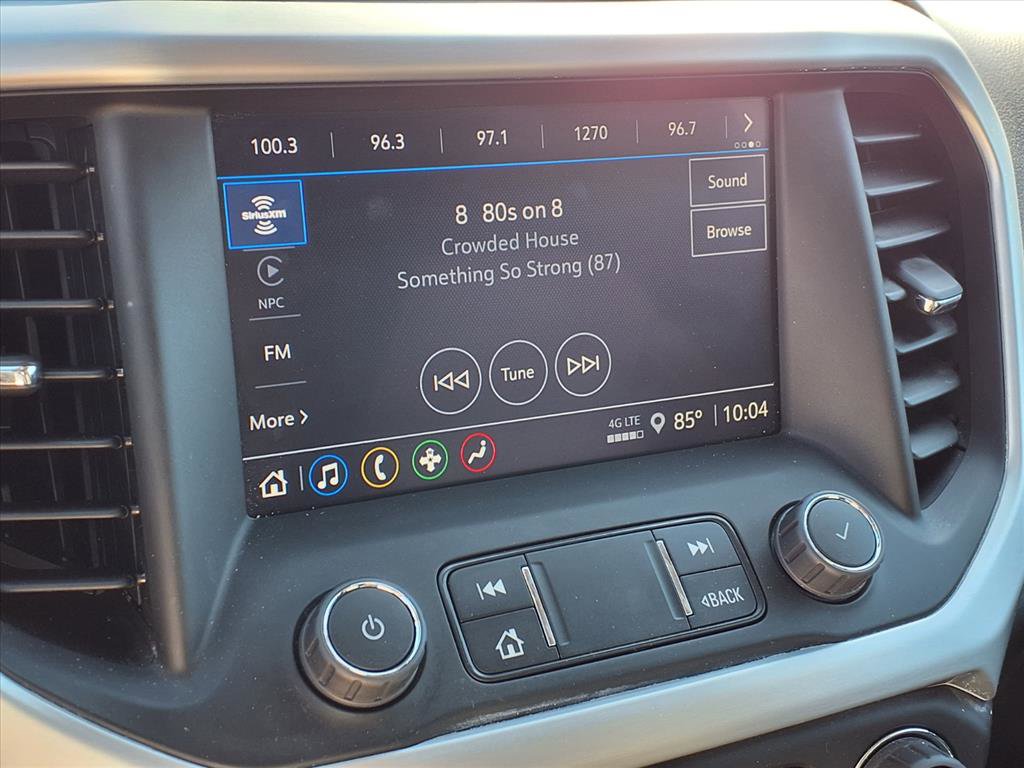 100.3 96.3 97.1 1270 96.7
SiriusXM
8 80s on 8
Crowded House
Something So Strong (87)
Sound
Browse
NPC
FM
More
Tune
4G LTE
85° 10:04
BACK